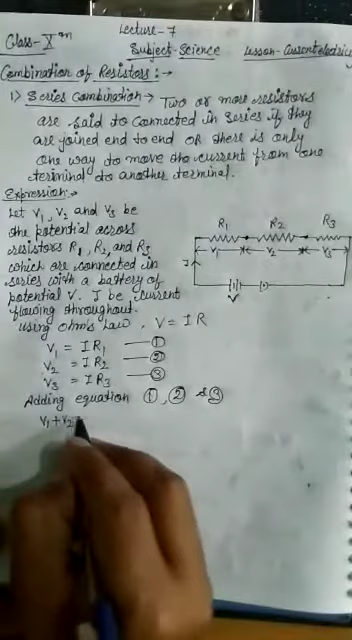 Lecture-7
Class-Xᵗʰ
Subject-Science Lesson-Current electricity
Combination of Resistors:→
1) Series Combination → Two or more resistors
are said to connected in series if they
are joined end to end OR there is only
one way to move the current from one
terminal to another terminal.
Expression:→
Let V₁, V₂ and V₃ be
the potential across
resistors R₁, R₂, and R₃
which are connected in
series with a battery of
potential V. I be current
flowing throughout.
R₁ R₂ R₃
V₁ V₂ V₃
I
V
Using ohm's Law, V = IR
V₁ = IR₁ —①
V₂ = IR₂ —②
V₃ = IR₃ —③
Adding equation ①, ② & ③
V₁+V₂